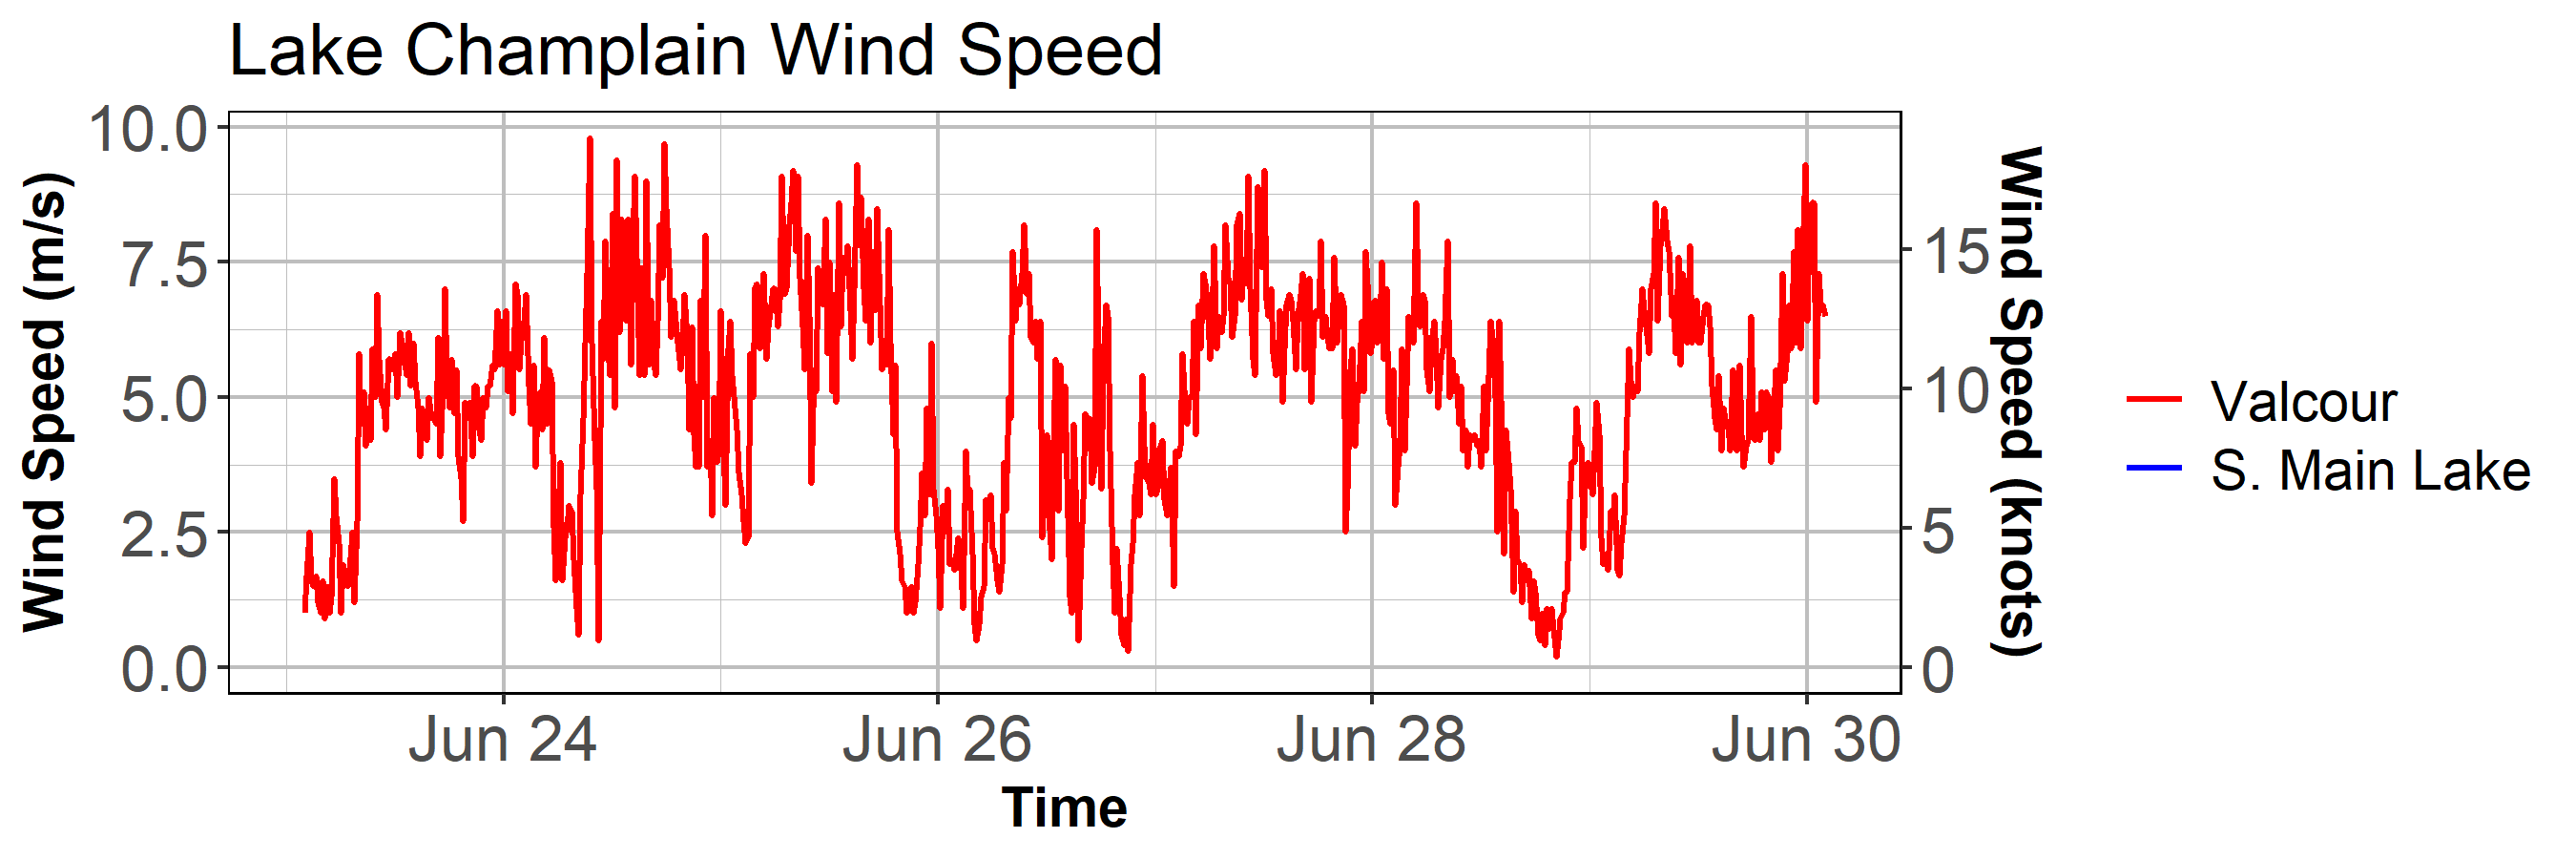 Lake Champlain Wind Speed
10.0
7.5
5.0
2.5
0.0
Wind Speed (m/s)
15
10
5
0
Wind Speed (knots)
Jun 24
Jun 26
Jun 28
Jun 30
Time
Valcour
S. Main Lake